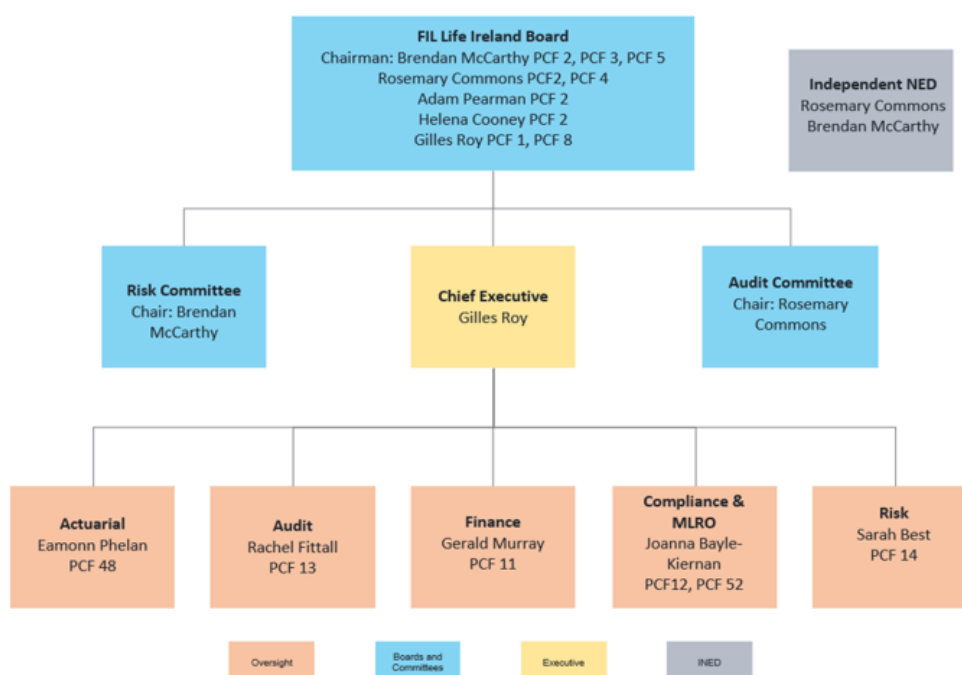 FIL Life Ireland Board
Chairman: Brendan McCarthy PCF 2, PCF 3, PCF 5
Rosemary Commons PCF2, PCF 4
Adam Pearman PCF 2
Helena Cooney PCF 2
Gilles Roy PCF 1, PCF 8
Independent NED
Rosemary Commons
Brendan McCarthy
Risk Committee
Chair: Brendan
McCarthy
Chief Executive
Gilles Roy
Audit Committee
Chair: Rosemary
Commons
Actuarial
Eamonn Phelan
PCF 48
Audit
Rachel Fittall
PCF 13
Finance
Gerald Murray
PCF 11
Compliance &
MLRO
Joanna Bayle-
Kiernan
PCF12, PCF 52
Risk
Sarah Best
PCF 14
Oversight
Boards and
Committees
Executive
INED